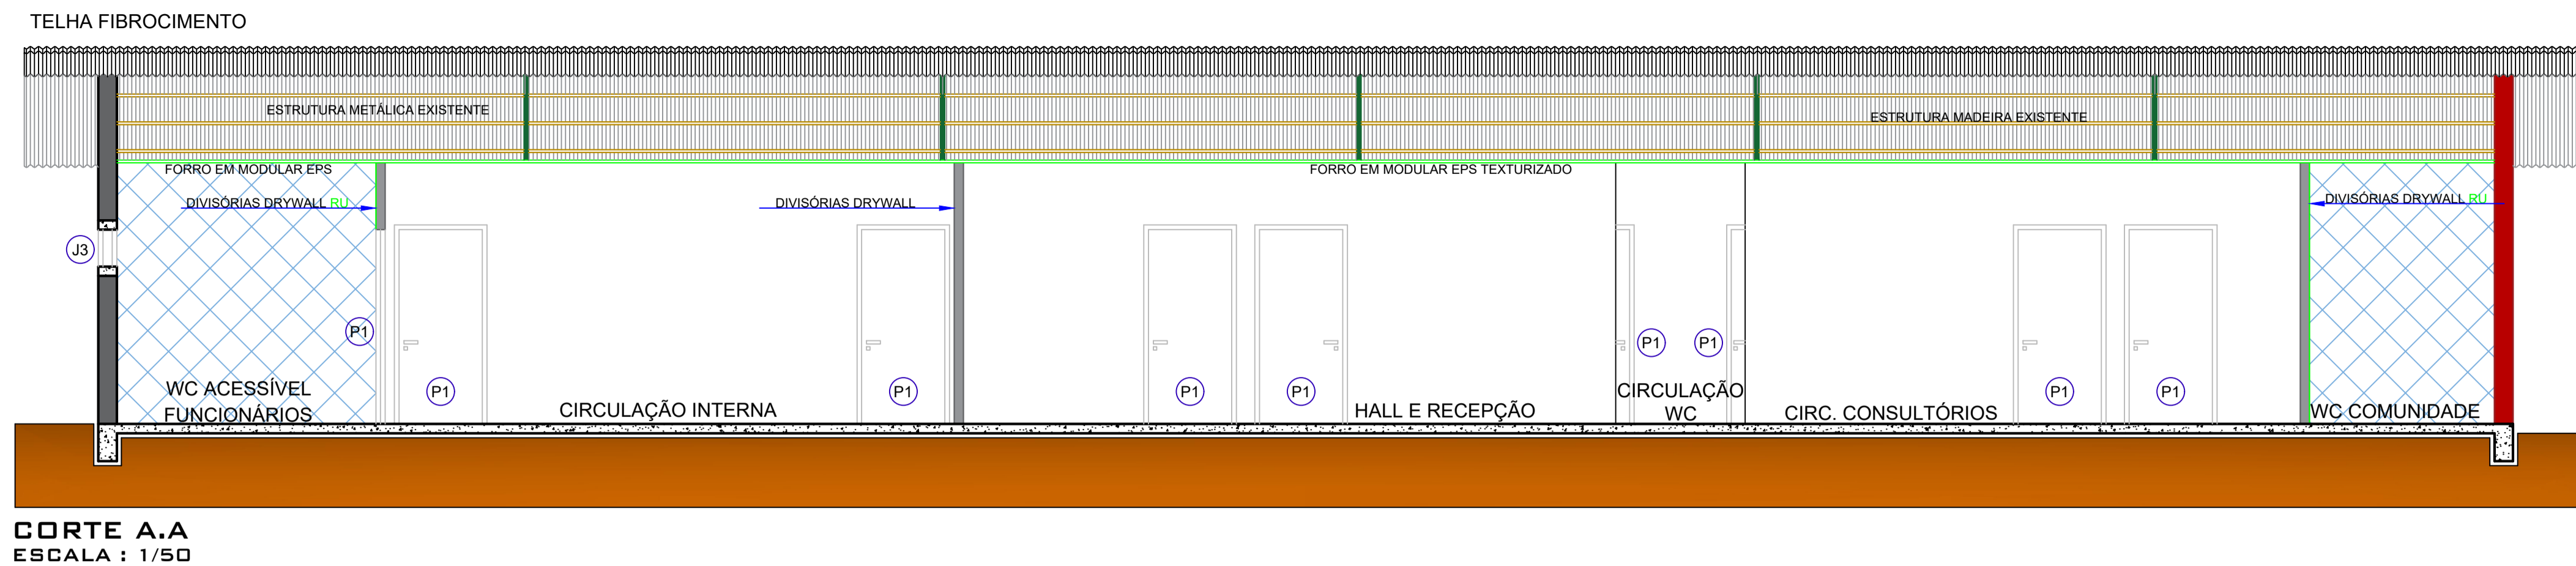 TELHA FIBROCIMENTO
ESTRUTURA METÁLICA EXISTENTE
ESTRUTURA MADEIRA EXISTENTE
FORRO EM MODULAR EPS
FORRO EM MODULAR EPS TEXTURIZADO
DIVISÓRIAS DRYWALL RU
DIVISÓRIAS DRYWALL
DIVISÓRIAS DRYWALL RU
J3
P1
P1
P1
P1
P1
P1
P1
P1
P1
WC ACESSÍVEL
FUNCIONÁRIOS
CIRCULAÇÃO INTERNA
HALL E RECEPÇÃO
CIRCULAÇÃO
WC
CIRC. CONSULTÓRIOS
WC COMUNIDADE
CORTE A.A
ESCALA : 1/50